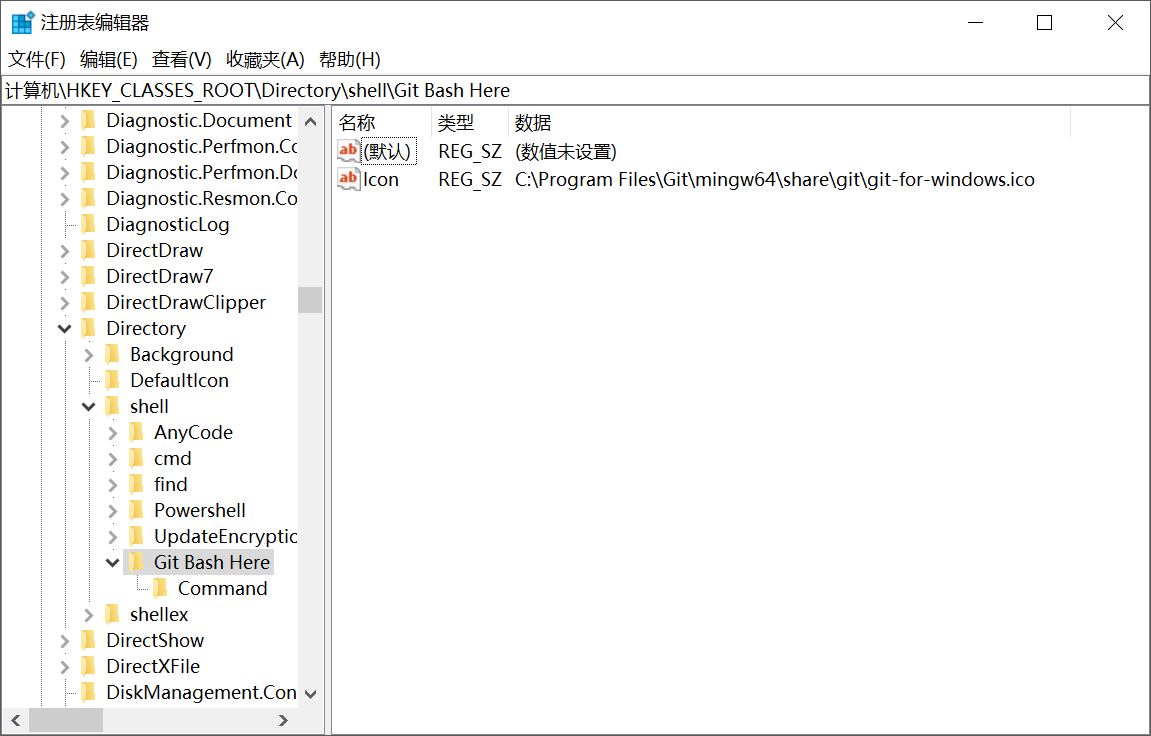 注册表编辑器
文件(F) 编辑(E) 查看(V) 收藏夹(A) 帮助(H)
计算机\HKEY_CLASSES_ROOT\Directory\shell\Git Bash Here
Diagnostic.Document
Diagnostic.Perfmon.Co
Diagnostic.Perfmon.Do
Diagnostic.Resmon.Co
DiagnosticLog
DirectDraw
DirectDraw7
DirectDrawClipper
Directory
Background
DefaultIcon
shell
AnyCode
cmd
find
Powershell
UpdateEncryptio
Git Bash Here
Command
shellex
DirectShow
DirectXFile
DiskManagement.Con
名称 类型 数据
ab (默认) REG_SZ (数值未设置)
ab Icon REG_SZ C:\Program Files\Git\mingw64\share\git\git-for-windows.ico